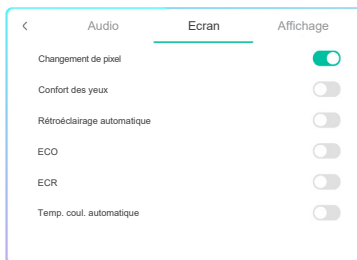 Audio Ecran Affichage
Changement de pixel
Confort des yeux
Rétroéclairage automatique
ECO
ECR
Temp. coul. automatique